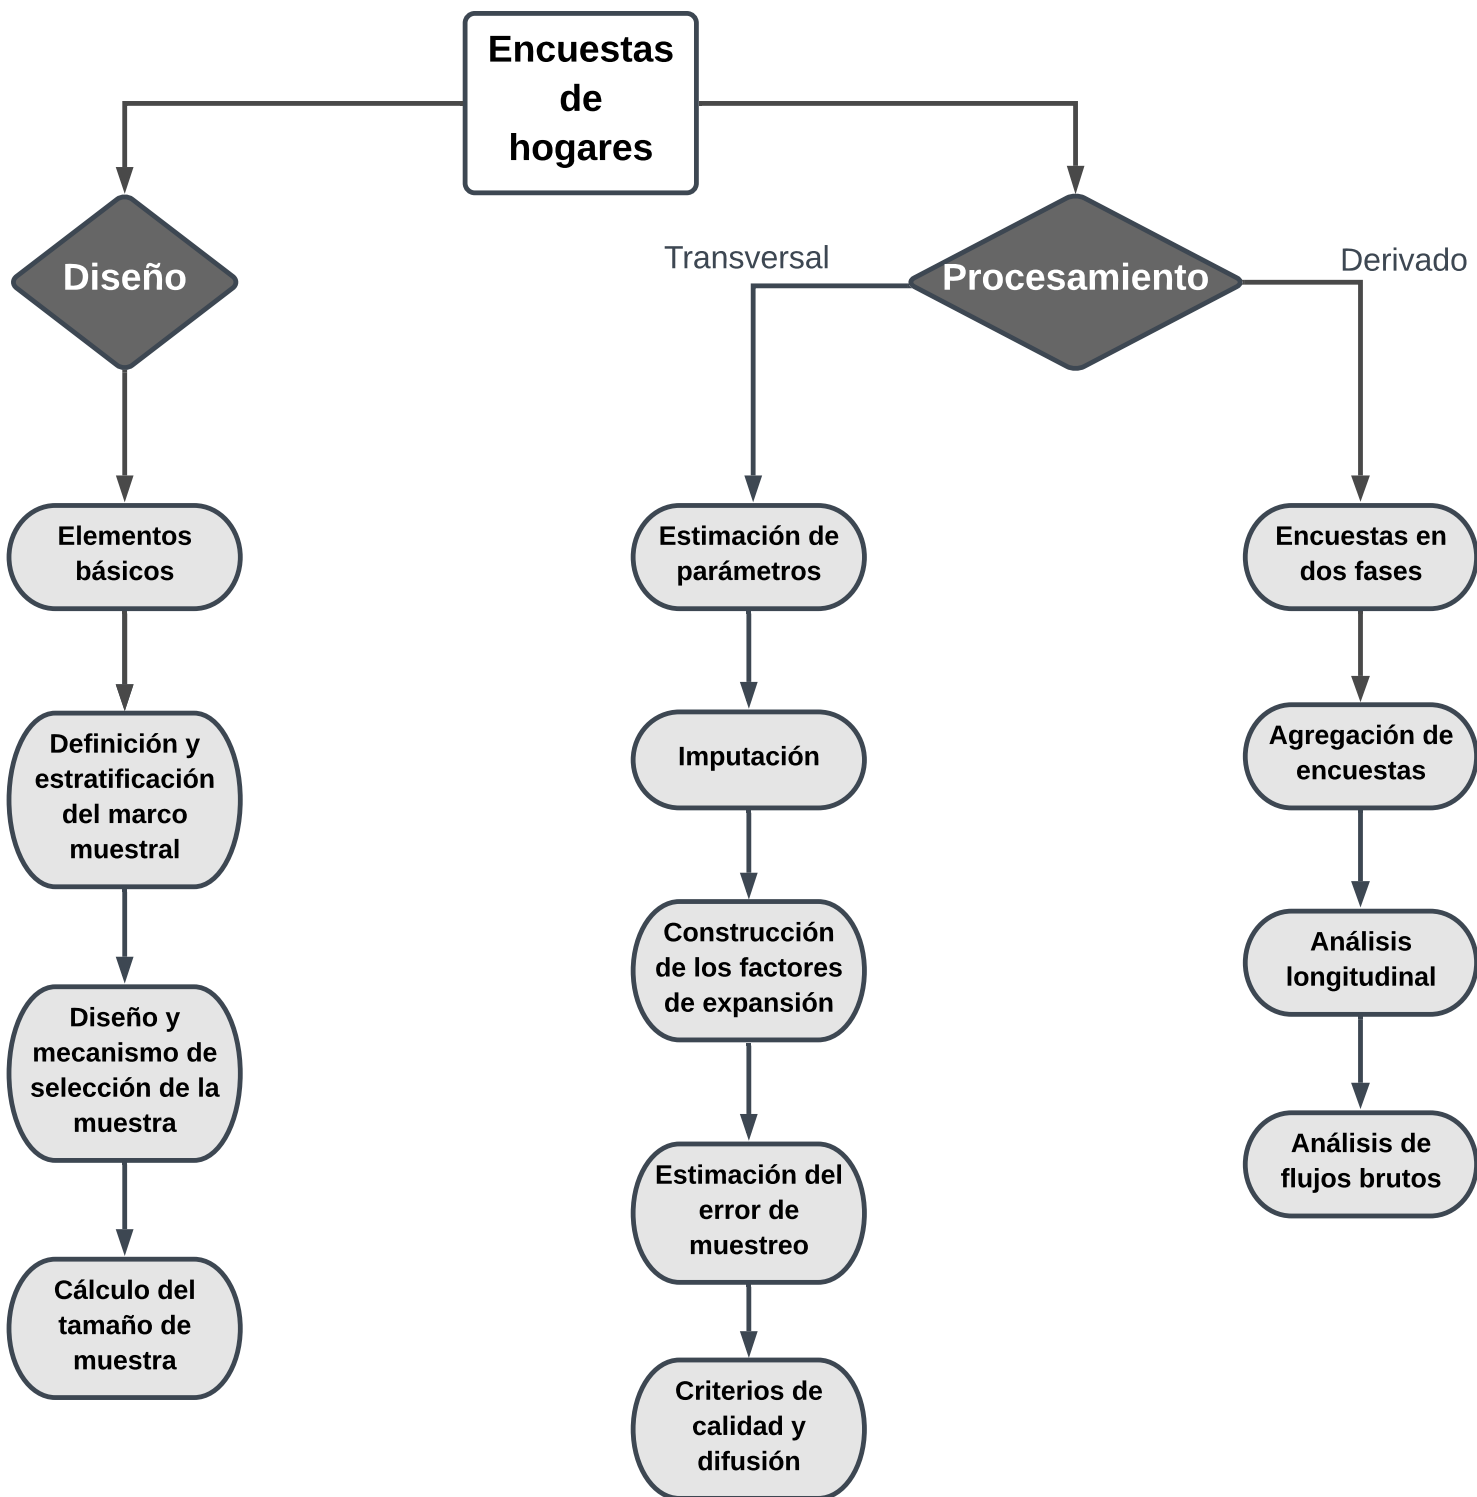 Encuestas
de
hogares
Diseño
Transversal
Procesamiento
Derivado
Elementos
básicos
Definición y
estratificación
del marco
muestral
Diseño y
mecanismo de
selección de la
muestra
Cálculo del
tamaño de
muestra
Estimación de
parámetros
Imputación
Construcción
de los factores
de expansión
Estimación del
error de
muestreo
Criterios de
calidad y
difusión
Encuestas en
dos fases
Agregación de
encuestas
Análisis
longitudinal
Análisis de
flujos brutos